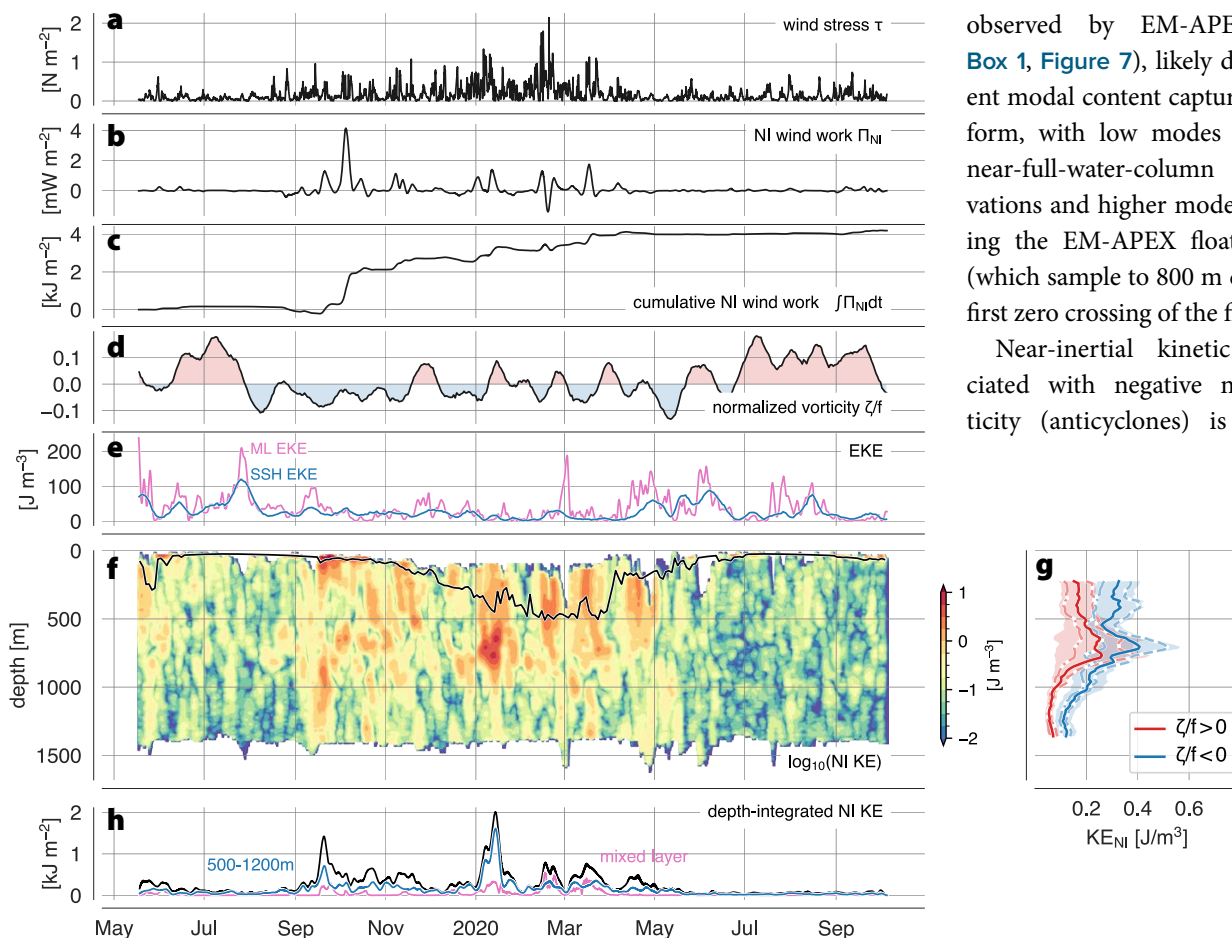 a
wind stress τ
[N m⁻²]
2
1
0
b
NI wind work Π_NI
[mW m⁻²]
4
2
0
c
[kJ m⁻²]
4
2
0
cumulative NI wind work ∫Π_NI dt
d
0.1
0.0
−0.1
normalized vorticity ζ/f
e
[J m⁻³]
200
100
0
ML EKE
SSH EKE
EKE
f
depth [m]
0
500
1000
1500
log₁₀(NI KE)
1
0
−1
−2
[J m⁻³]
g
ζ/f > 0
ζ/f < 0
0.2 0.4 0.6
KE_NI [J/m³]
h
depth-integrated NI KE
[kJ m⁻²]
2
1
0
500-1200m
mixed layer
May Jul Sep Nov 2020 Mar May Jul Sep
observed by EM-APE
Box 1, Figure 7), likely d
ent modal content captur
form, with low modes
near-full-water-column
vations and higher mode
ing the EM-APEX float
(which sample to 800 m
first zero crossing of the f
Near-inertial kinetic
ciated with negative m
ticity (anticyclones) is